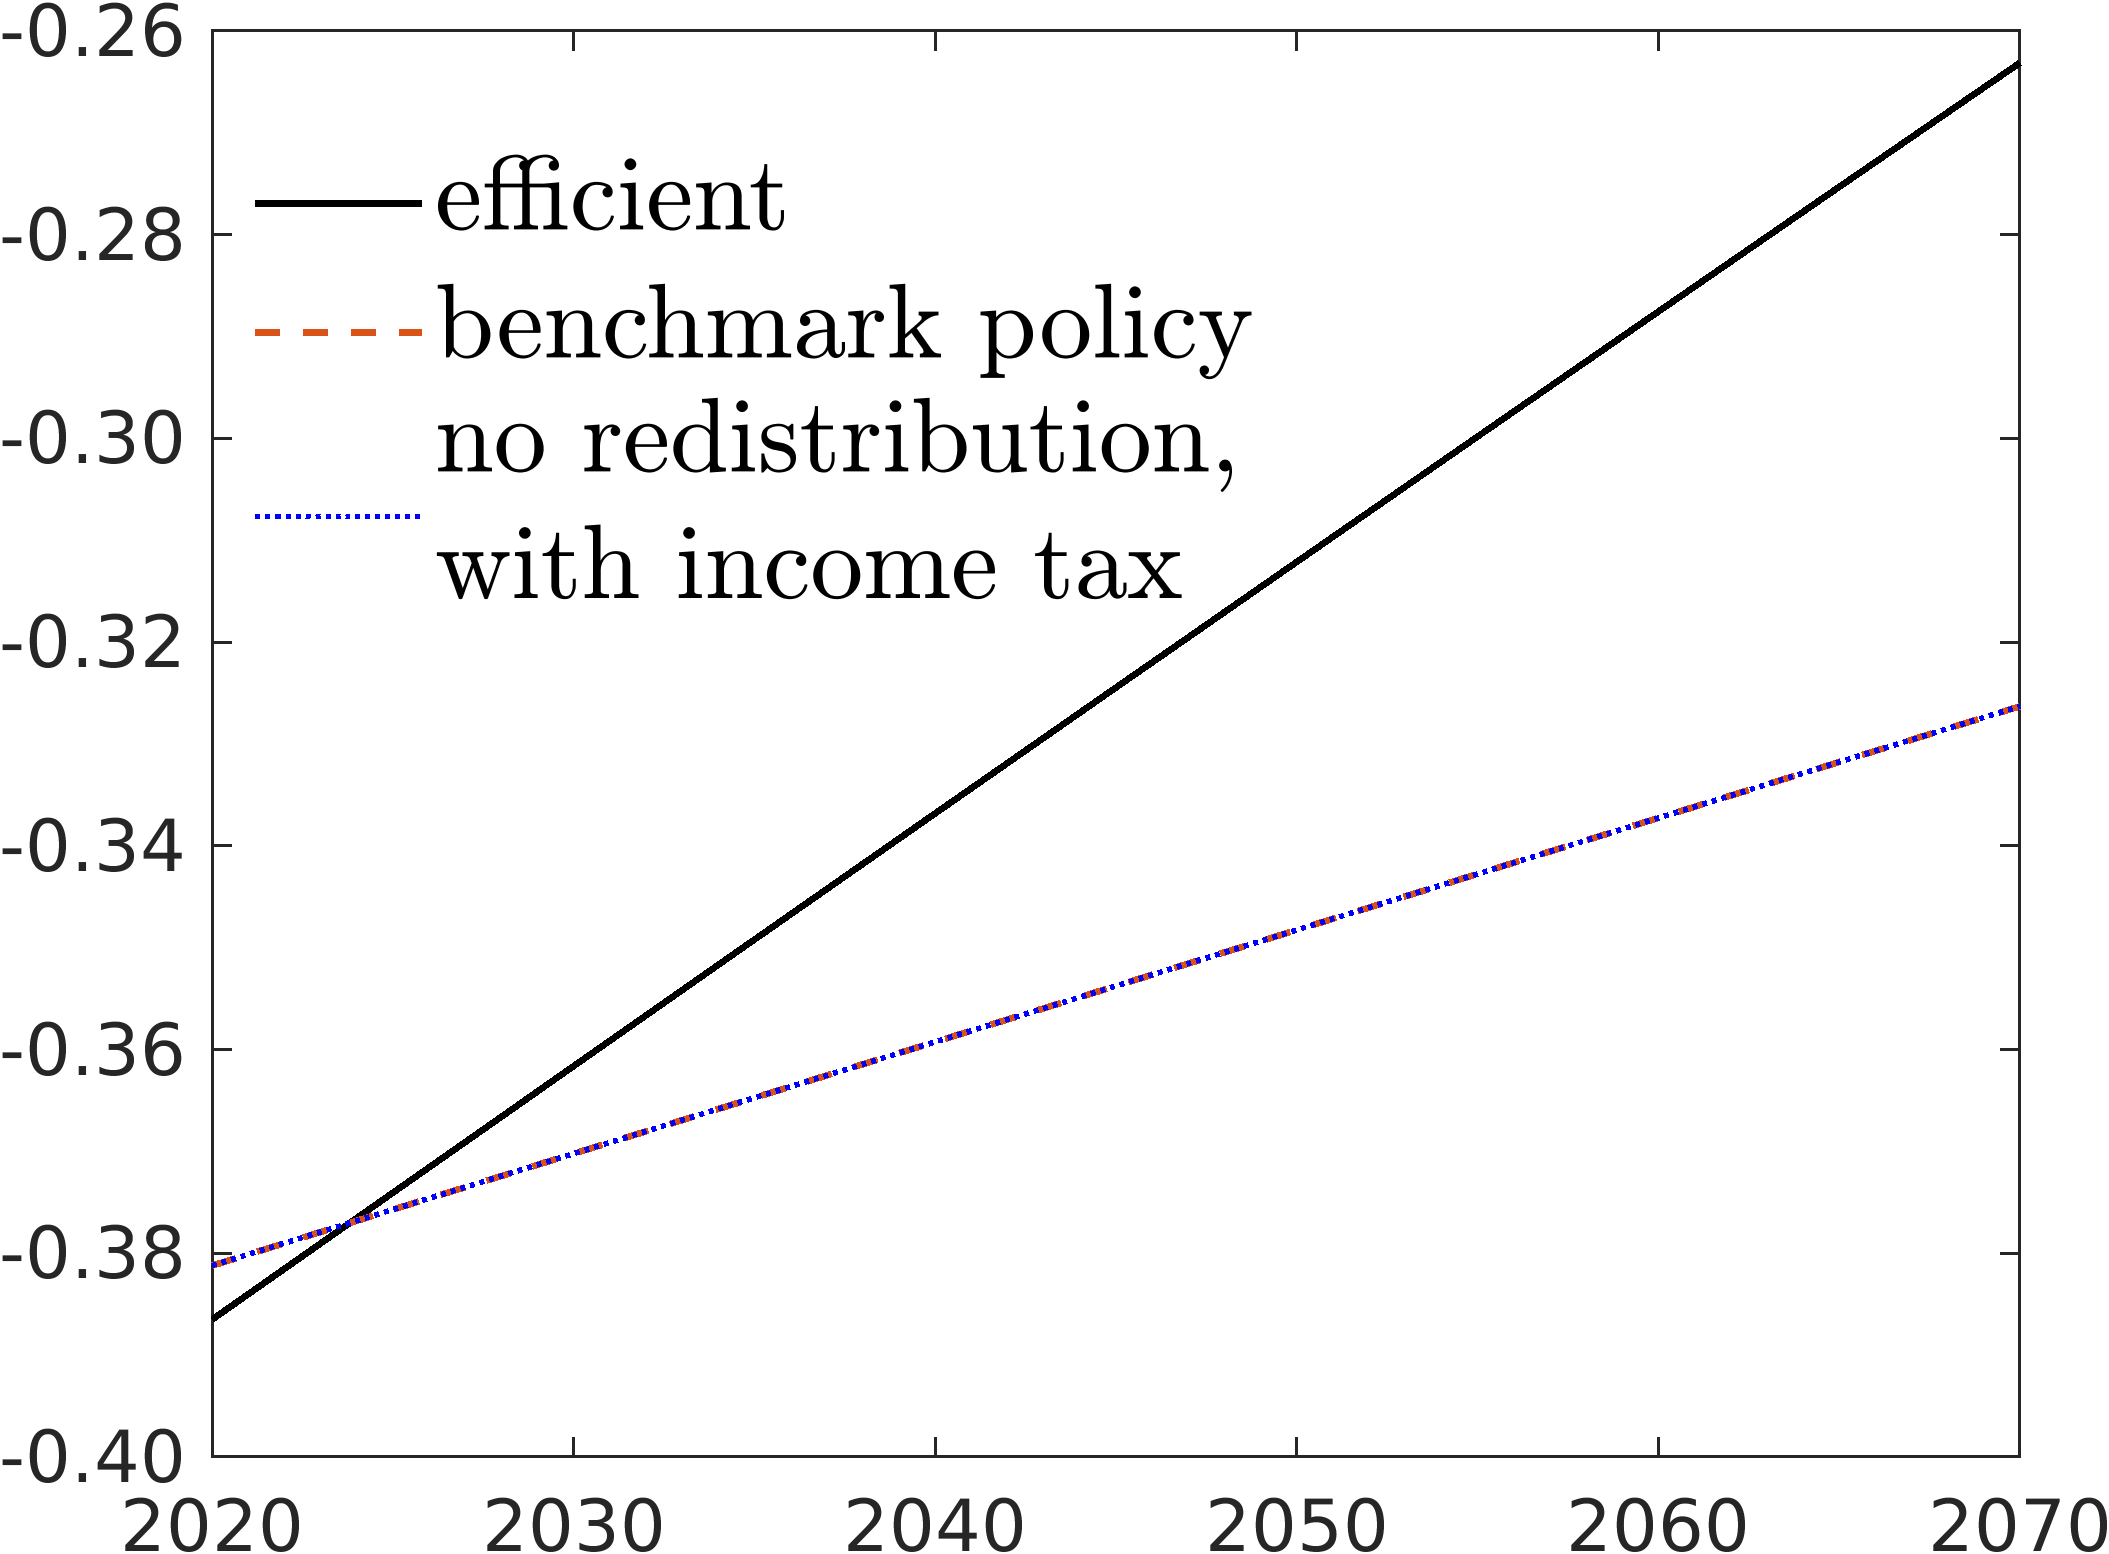 -0.26
-0.28
-0.30
-0.32
-0.34
-0.36
-0.38
-0.40
efficient
benchmark policy
no redistribution,
with income tax
2020 2030 2040 2050 2060 2070